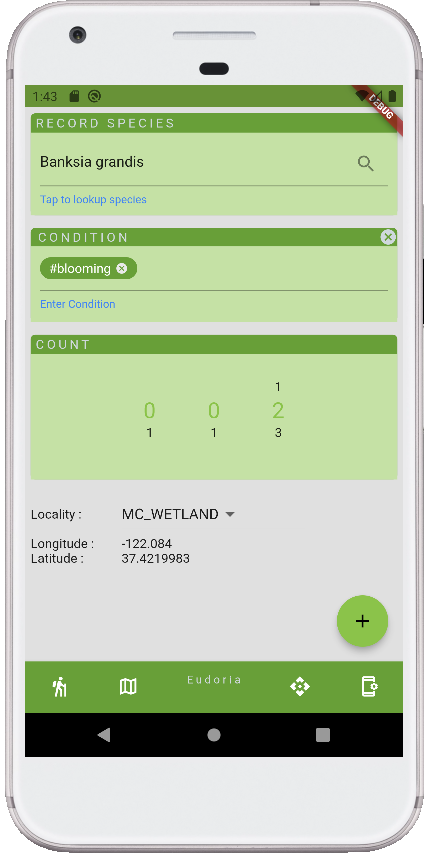 1:43
DEBUG
RECORD SPECIES
Banksia grandis
Tap to lookup species
CONDITION
#blooming
Enter Condition
COUNT
1
0 0 2
1 1 3
Locality : MC_WETLAND
Longitude : -122.084
Latitude : 37.4219983
Eudoria